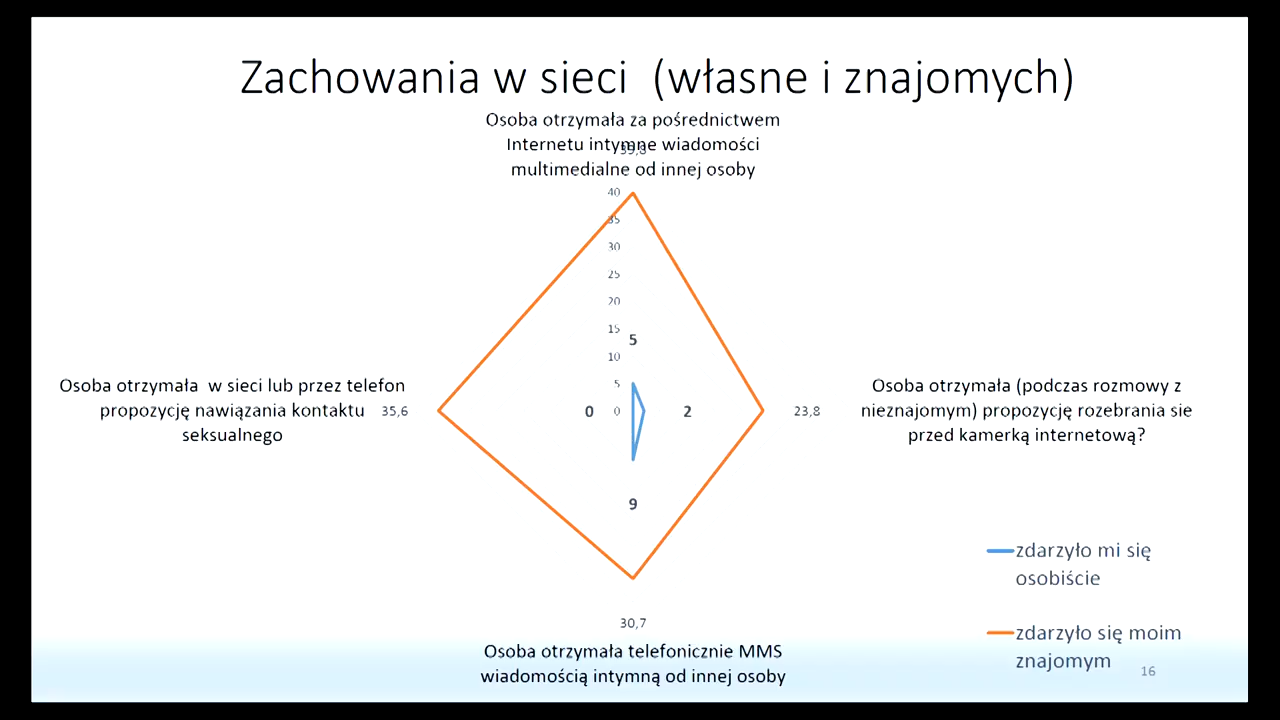 Zachowania w sieci (własne i znajomych)
Osoba otrzymała za pośrednictwem
Internetu intymne wiadomości
multimedialne od innej osoby
40
35
30
25
20
15
5
10
5
Osoba otrzymała w sieci lub przez telefon
propozycję nawiązania kontaktu
seksualnego
35,6
0
0
2
23,8
Osoba otrzymała (podczas rozmowy z
nieznajomym) propozycję rozebrania sie
przed kamerką internetową?
9
30,7
Osoba otrzymała telefonicznie MMS
wiadomością intymną od innej osoby
zdarzyło mi się
osobiście
zdarzyło się moim
znajomym
16